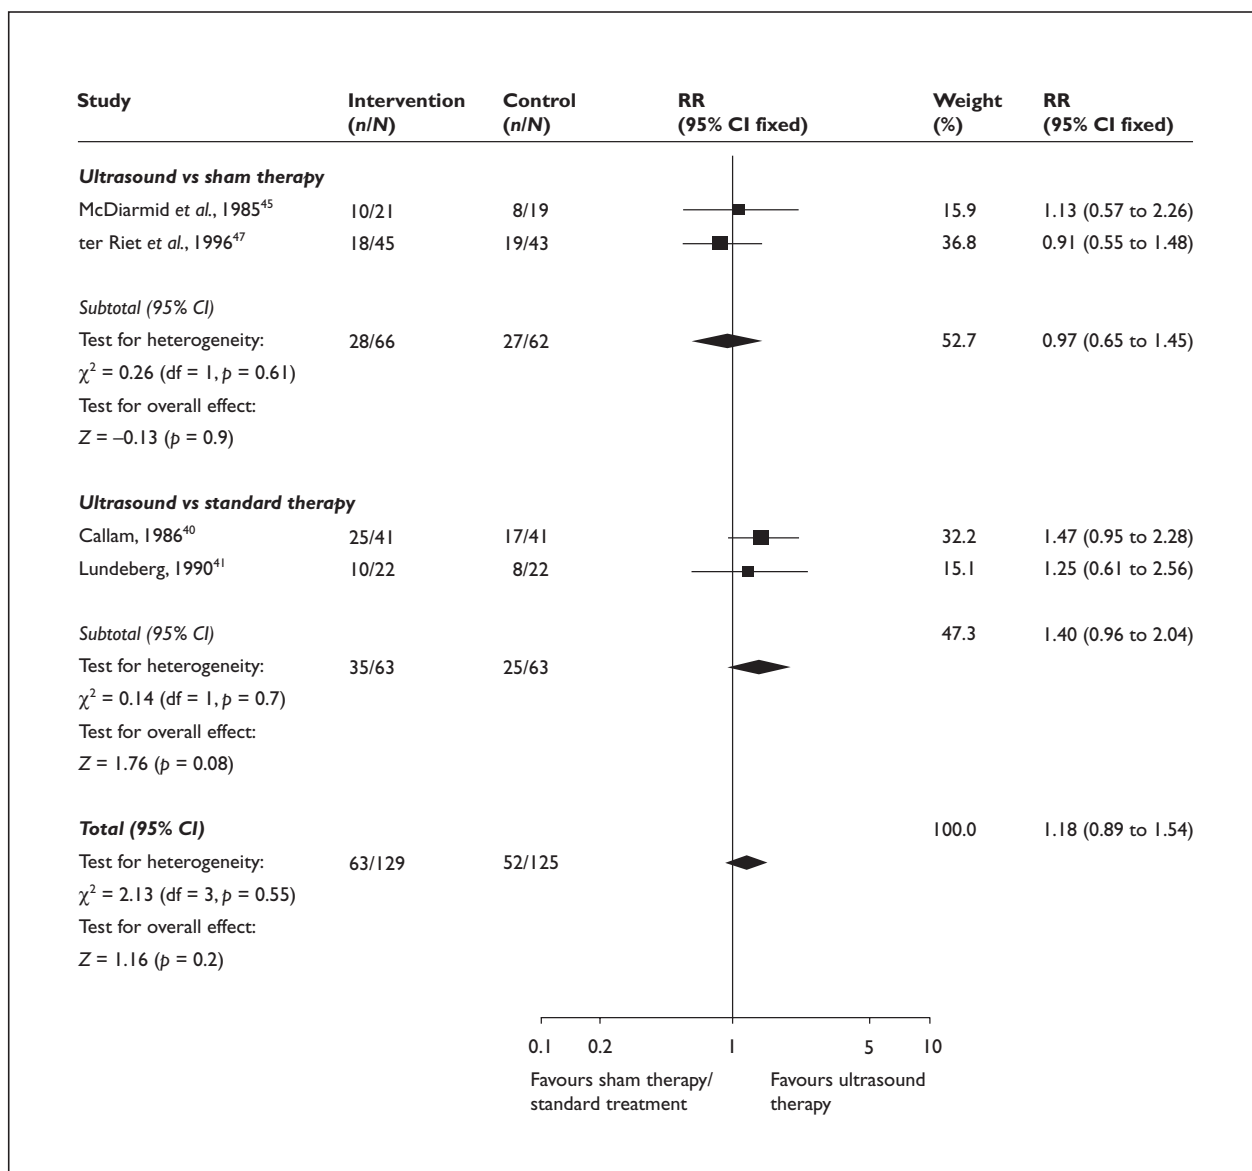 Study Intervention Control RR Weight RR
(n/N) (n/N) (95% CI fixed) (%) (95% CI fixed)
Ultrasound vs sham therapy
McDiarmid et al., 1985⁴⁵ 10/21 8/19 15.9 1.13 (0.57 to 2.26)
ter Riet et al., 1996⁴⁷ 18/45 19/43 36.8 0.91 (0.55 to 1.48)
Subtotal (95% CI)
Test for heterogeneity: 28/66 27/62 52.7 0.97 (0.65 to 1.45)
χ² = 0.26 (df = 1, p = 0.61)
Test for overall effect:
Z = –0.13 (p = 0.9)
Ultrasound vs standard therapy
Callam, 1986⁴⁰ 25/41 17/41 32.2 1.47 (0.95 to 2.28)
Lundeberg, 1990⁴¹ 10/22 8/22 15.1 1.25 (0.61 to 2.56)
Subtotal (95% CI) 47.3 1.40 (0.96 to 2.04)
Test for heterogeneity: 35/63 25/63
χ² = 0.14 (df = 1, p = 0.7)
Test for overall effect:
Z = 1.76 (p = 0.08)
Total (95% CI) 100.0 1.18 (0.89 to 1.54)
Test for heterogeneity: 63/129 52/125
χ² = 2.13 (df = 3, p = 0.55)
Test for overall effect:
Z = 1.16 (p = 0.2)
0.1 0.2 1 5 10
Favours sham therapy/ Favours ultrasound
standard treatment therapy